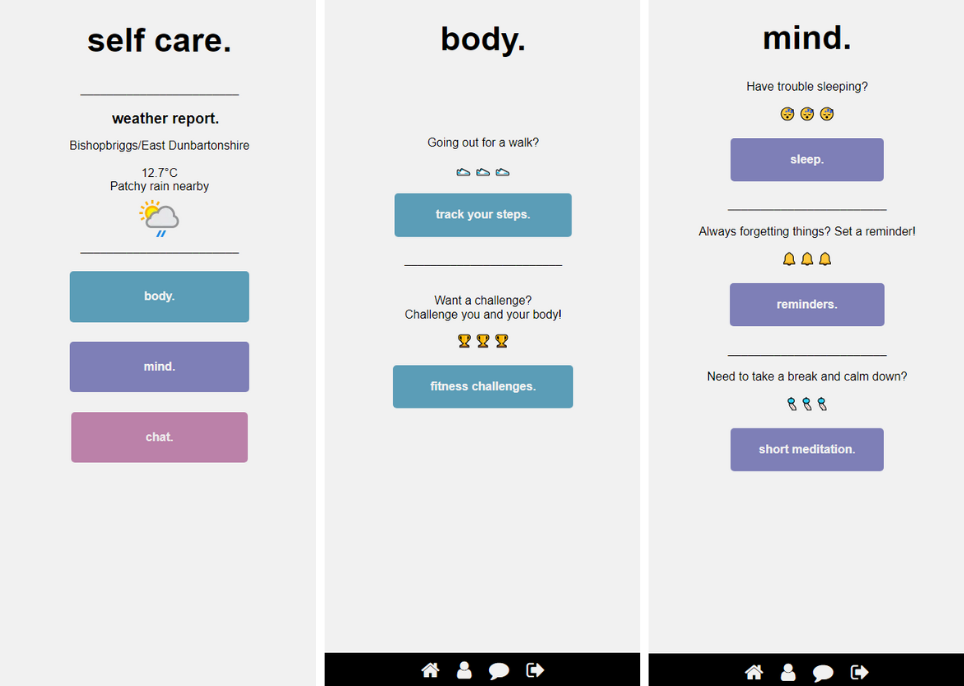 self care.
weather report.
Bishopbriggs/East Dunbartonshire
12.7°C
Patchy rain nearby
body.
mind.
chat.
body.
Going out for a walk?
track your steps.
Want a challenge?
Challenge you and your body!
fitness challenges.
mind.
Have trouble sleeping?
sleep.
Always forgetting things? Set a reminder!
reminders.
Need to take a break and calm down?
short meditation.